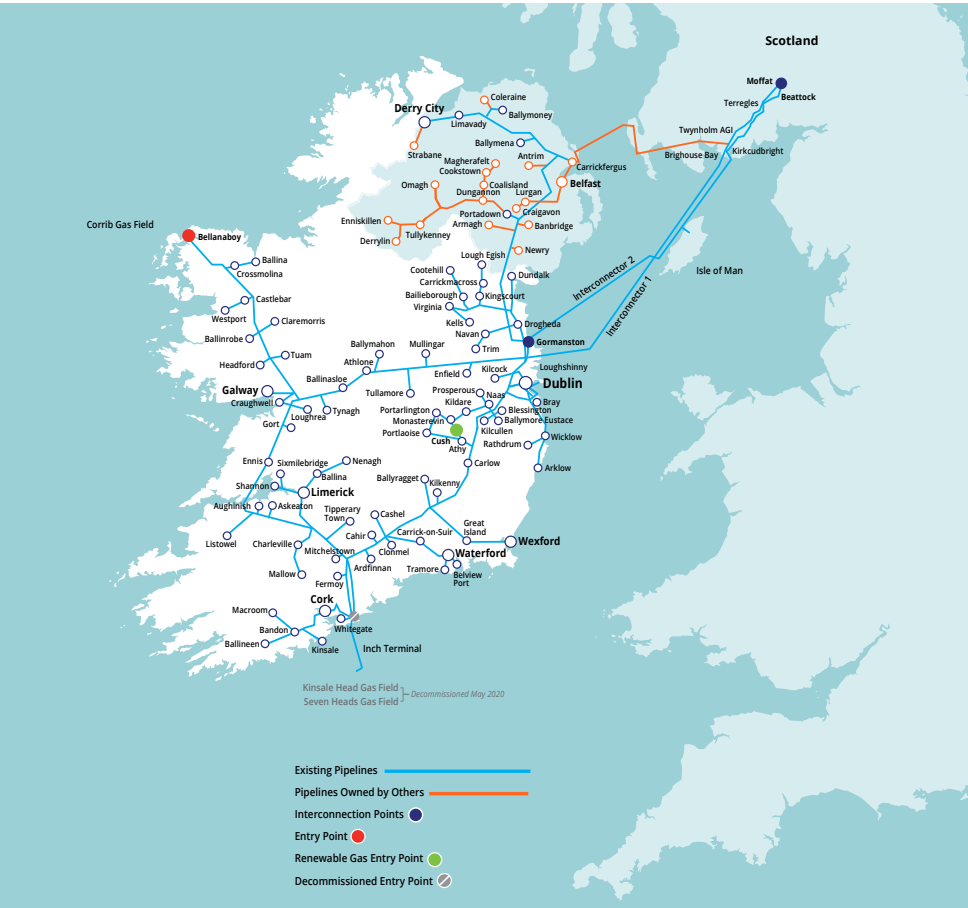 Scotland
Moffat
Beattock
Terregles
Twynholm AGI
Kirkcudbright
Brighouse Bay
Coleraine
Derry City
Ballymoney
Limavady
Ballymena
Strabane
Antrim
Magherafelt
Cookstown
Carrickfergus
Omagh
Coalisland
Belfast
Dungannon
Lurgan
Portadown
Craigavon
Enniskillen
Armagh
Banbridge
Tullykenney
Derrylin
Newry
Corrib Gas Field
Bellanaboy
Lough Egish
Isle of Man
Ballina
Crossmolina
Cootehill
Dundalk
Carrickmacross
Interconnector 2
Interconnector 1
Castlebar
Bailieborough
Kingscourt
Virginia
Westport
Claremorris
Kells
Drogheda
Navan
Ballinrobe
Gormanston
Ballymahon
Mullingar
Trim
Tuam
Athlone
Headford
Loughshinny
Enfield
Kilcock
Ballinasloe
Dublin
Galway
Tullamore
Prosperous
Naas
Craughwell
Kildare
Bray
Loughrea
Tynagh
Portarlington
Blessington
Gort
Monasterevin
Ballymore Eustace
Portlaoise
Kilcullen
Cush
Athy
Wicklow
Rathdrum
Ennis
Sixmilebridge
Nenagh
Carlow
Arklow
Ballina
Ballyragget
Kilkenny
Shannon
Limerick
Aughinish
Askeaton
Tipperary
Town
Cashel
Great
Island
Listowel
Charleville
Cahir
Carrick-on-Suir
Wexford
Mitchelstown
Clonmel
Waterford
Ardfinnan
Mallow
Tramore
Belview
Port
Fermoy
Cork
Macroom
Whitegate
Bandon
Ballineen
Kinsale
Inch Terminal
Kinsale Head Gas Field
Decommissioned May 2020
Seven Heads Gas Field
Existing Pipelines
Pipelines Owned by Others
Interconnection Points
Entry Point
Renewable Gas Entry Point
Decommissioned Entry Point